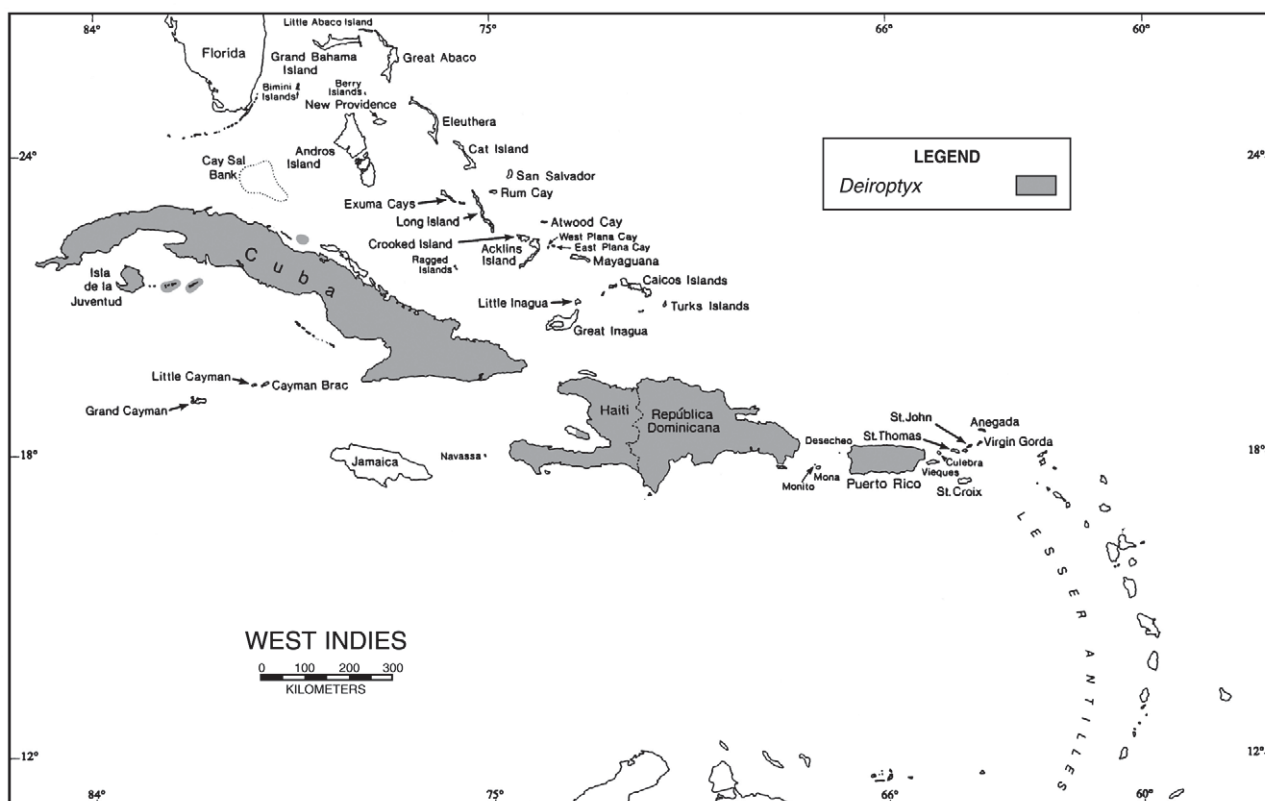 84°
75°
66°
60°
Little Abaco Island
Florida
Grand Bahama
Island
Great Abaco
Bimini
Islands
Berry
Islands
New Providence
Eleuthera
24°
Andros
Island
Cat Island
24°
Cay Sal
Bank
San Salvador
Exuma Cays
Rum Cay
Long Island
Atwood Cay
Crooked Island
West Plana Cay
East Plana Cay
Acklins
Island
Ragged
Islands
Mayaguana
Cuba
Isla
de la
Juventud
Caicos Islands
Little Inagua
Turks Islands
Great Inagua
Little Cayman
Cayman Brac
Grand Cayman
Haiti
República
Dominicana
St.John
Anegada
St.Thomas
Virgin Gorda
Desecheo
18°
Jamaica
Navassa
Culebra
18°
Vieques
Mona
Monito
Puerto Rico
St.Croix
LESSER ANTILLES
LEGEND
Deiroptyx
WEST INDIES
0 100 200 300
KILOMETERS
12°
12°
84°
75°
66°
60°